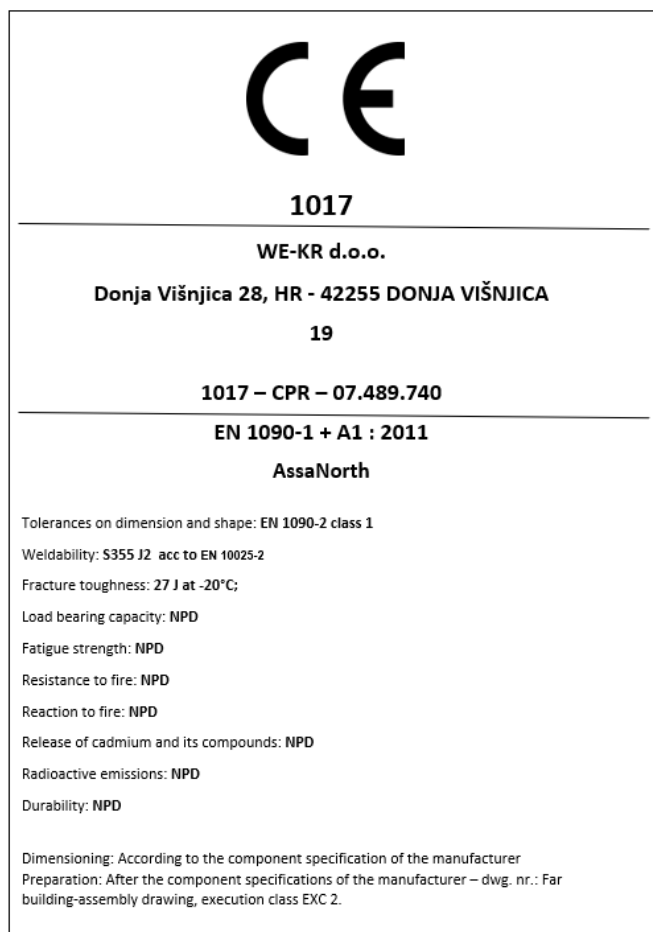 CE
1017
WE-KR d.o.o.
Donja Višnjica 28, HR - 42255 DONJA VIŠNJICA
19
1017 – CPR – 07.489.740
EN 1090-1 + A1 : 2011
AssaNorth
Tolerances on dimension and shape: EN 1090-2 class 1
Weldability: S355 J2 acc to EN 10025-2
Fracture toughness: 27 J at -20°C;
Load bearing capacity: NPD
Fatigue strength: NPD
Resistance to fire: NPD
Reaction to fire: NPD
Release of cadmium and its compounds: NPD
Radioactive emissions: NPD
Durability: NPD
Dimensioning: According to the component specification of the manufacturer
Preparation: After the component specifications of the manufacturer – dwg. nr.: Far
building-assembly drawing, execution class EXC 2.